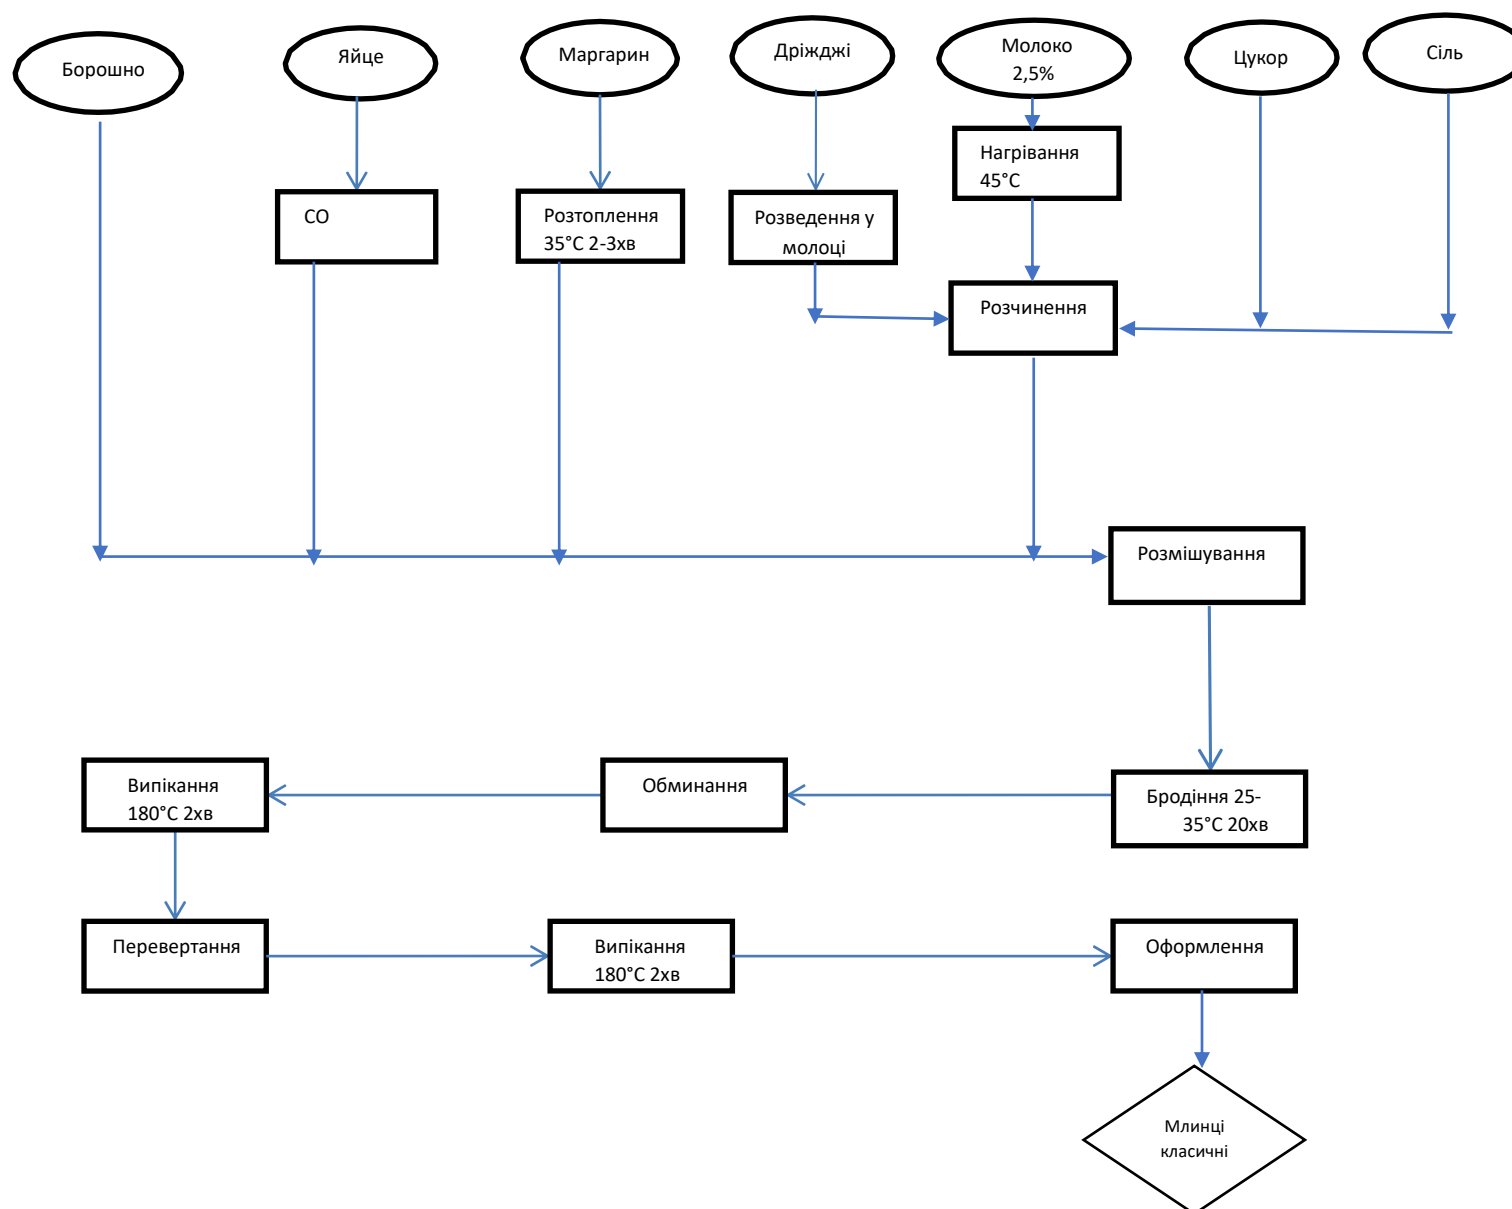 Борошно
Яйце
Маргарин
Дріжджі
Молоко
2,5%
Цукор
Сіль
Нагрівання
45°С
СО
Розтоплення
35°С 2-3хв
Розведення у
молоці
Розчинення
Розмішування
Випікання
180°С 2хв
Обминання
Бродіння 25-
35°С 20хв
Перевертання
Випікання
180°С 2хв
Оформлення
Млинці
класичні